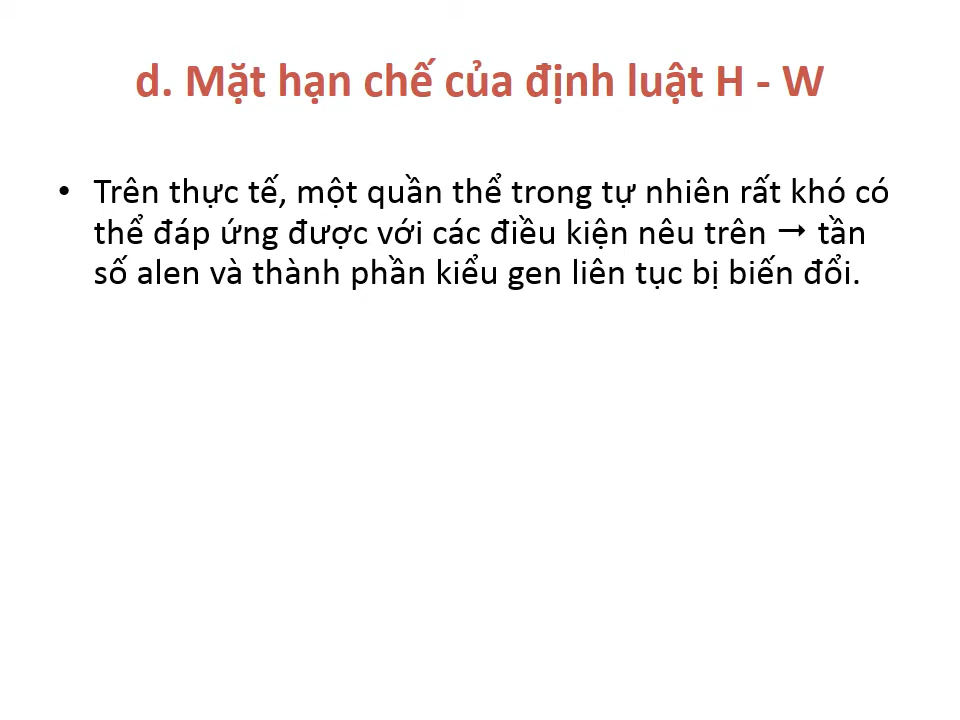 d. Mặt hạn chế của định luật H - W
• Trên thực tế, một quần thể trong tự nhiên rất khó có
thể đáp ứng được với các điều kiện nêu trên → tần
số alen và thành phần kiểu gen liên tục bị biến đổi.